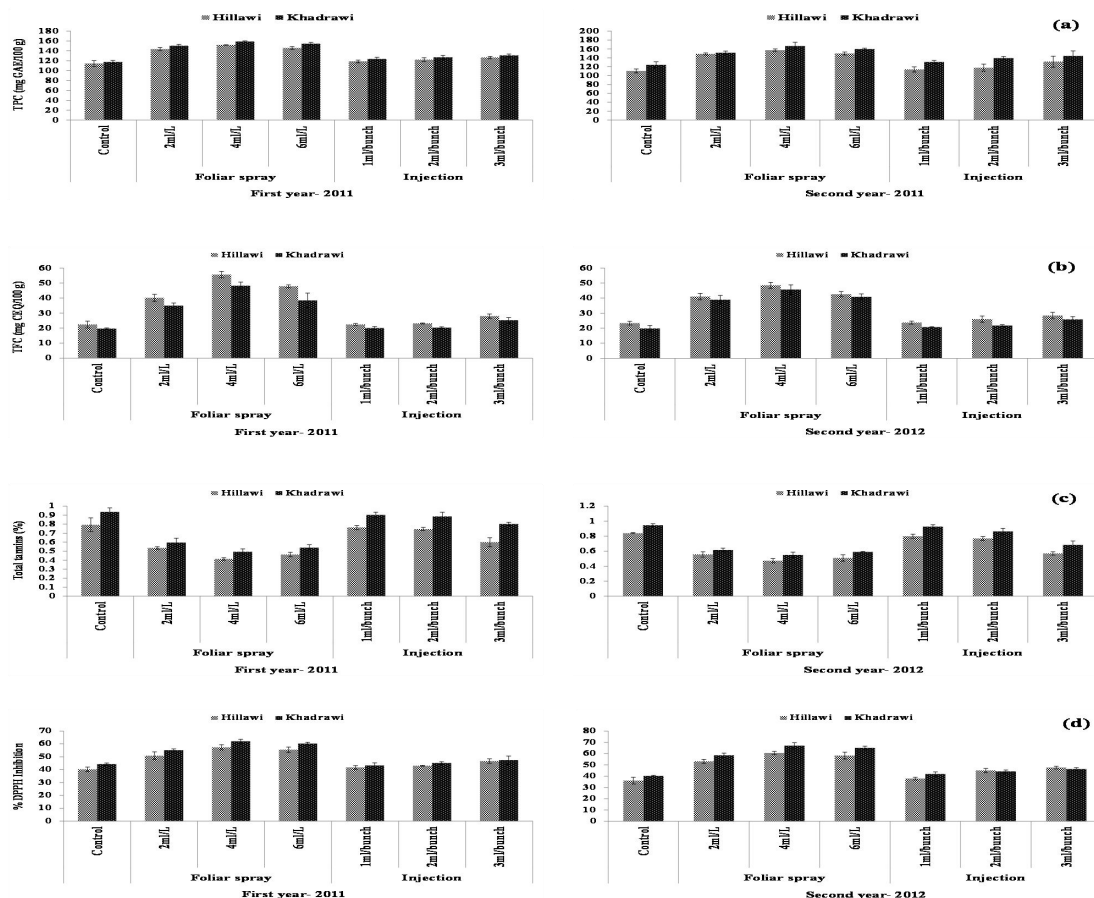 Hillawi Khadrawi
(a)
TPC (mg GAE/100 g)
180
160
140
120
100
80
60
40
20
0
Control
2ml/L
4ml/L
6ml/L
1ml/bunch
2ml/bunch
3ml/bunch
Foliar spray
Injection
First year- 2011
Hillawi Khadrawi
200
180
160
140
120
100
80
60
40
20
0
Control
2ml/L
4ml/L
6ml/L
1ml/bunch
2ml/bunch
3ml/bunch
Foliar spray
Injection
Second year- 2011
Hillawi Khadrawi
(b)
TFC (mg CEQ/100 g)
60
50
40
30
20
10
0
Control
2ml/L
4ml/L
6ml/L
1ml/bunch
2ml/bunch
3ml/bunch
Foliar spray
Injection
First year- 2011
Hillawi Khadrawi
60
50
40
30
20
10
0
Control
2ml/L
4ml/L
6ml/L
1ml/bunch
2ml/bunch
3ml/bunch
Foliar spray
Injection
Second year- 2012
Hillawi Khadrawi
(c)
Total tannins (%)
1
0.9
0.8
0.7
0.6
0.5
0.4
0.3
0.2
0.1
0
Control
2ml/L
4ml/L
6ml/L
1ml/bunch
2ml/bunch
3ml/bunch
Foliar spray
Injection
First year- 2011
Hillawi Khadrawi
1.2
1
0.8
0.6
0.4
0.2
0
Control
2ml/L
4ml/L
6ml/L
1ml/bunch
2ml/bunch
3ml/bunch
Foliar spray
Injection
Second year- 2012
Hillawi Khadrawi
(d)
% DPPH Inhibition
70
60
50
40
30
20
10
0
Control
2ml/L
4ml/L
6ml/L
1ml/bunch
2ml/bunch
3ml/bunch
Foliar spray
Injection
First year- 2011
Hillawi Khadrawi
80
70
60
50
40
30
20
10
0
Control
2ml/L
4ml/L
6ml/L
1ml/bunch
2ml/bunch
3ml/bunch
Foliar spray
Injection
Second year- 2012